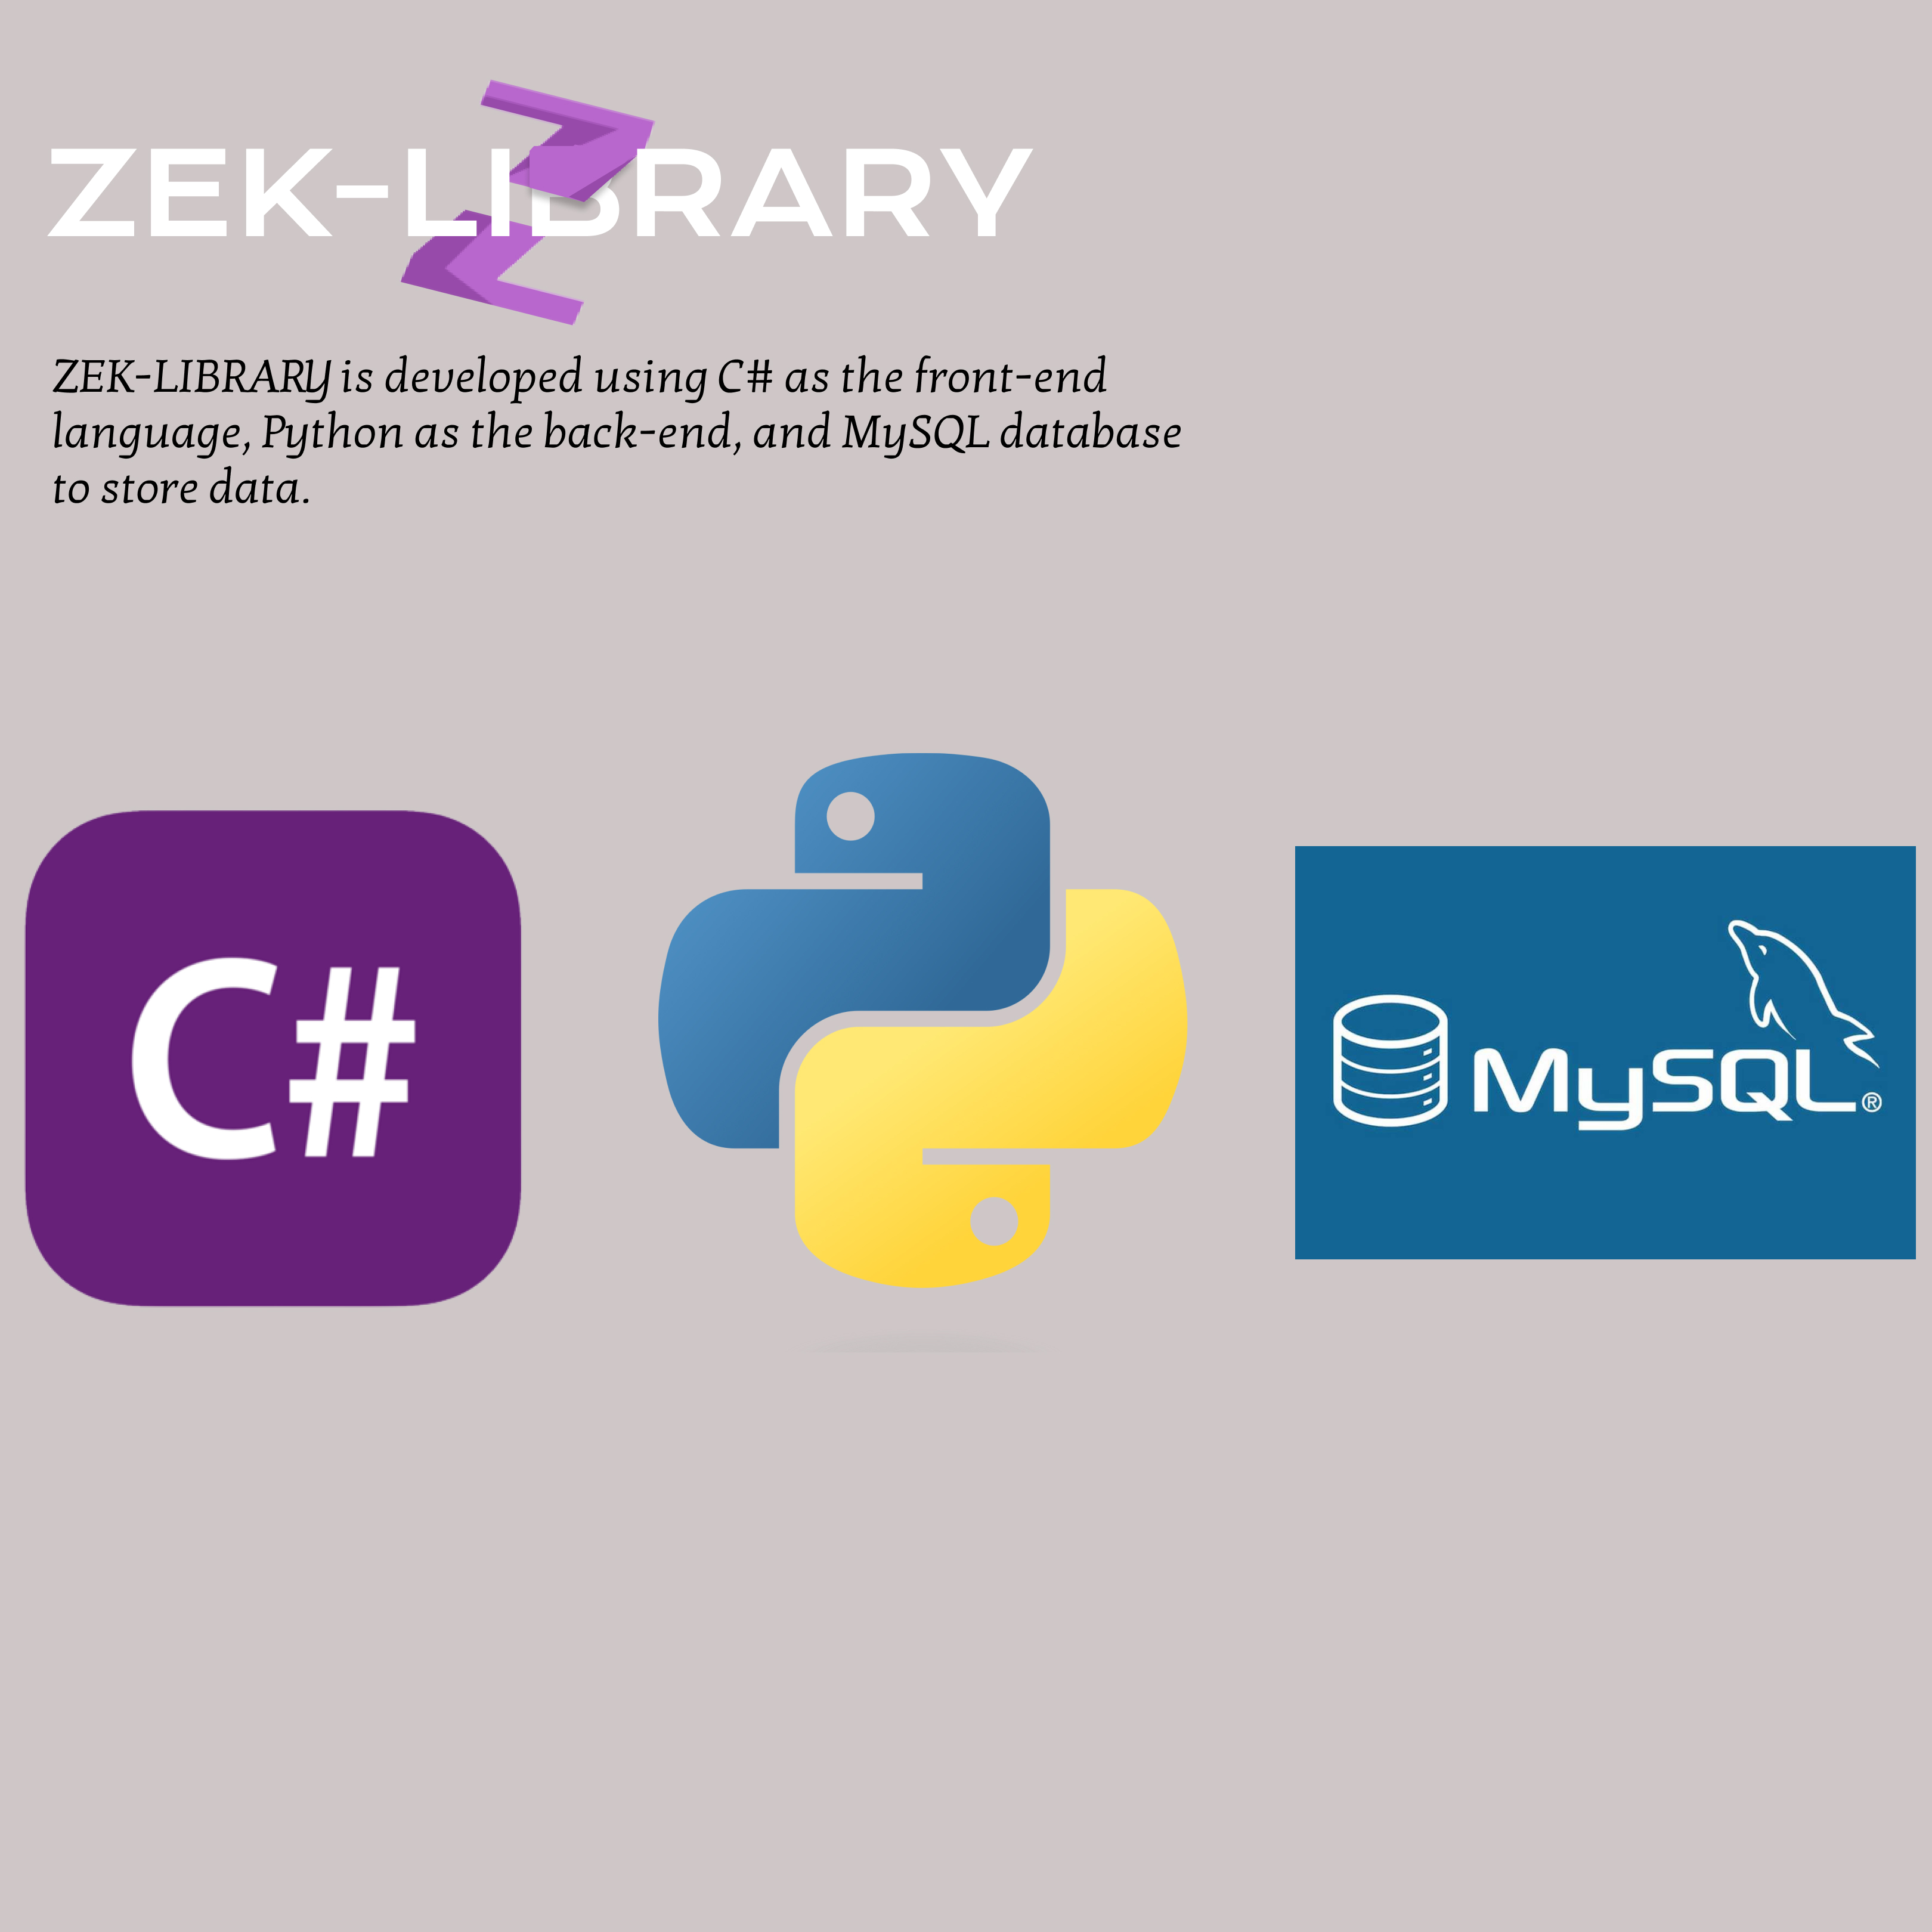 ZEK-LIBRARY
ZEK-LIBRARY is developed using C# as the front-end
language, Python as the back-end, and MySQL database
to store data.
C#
MySQL®